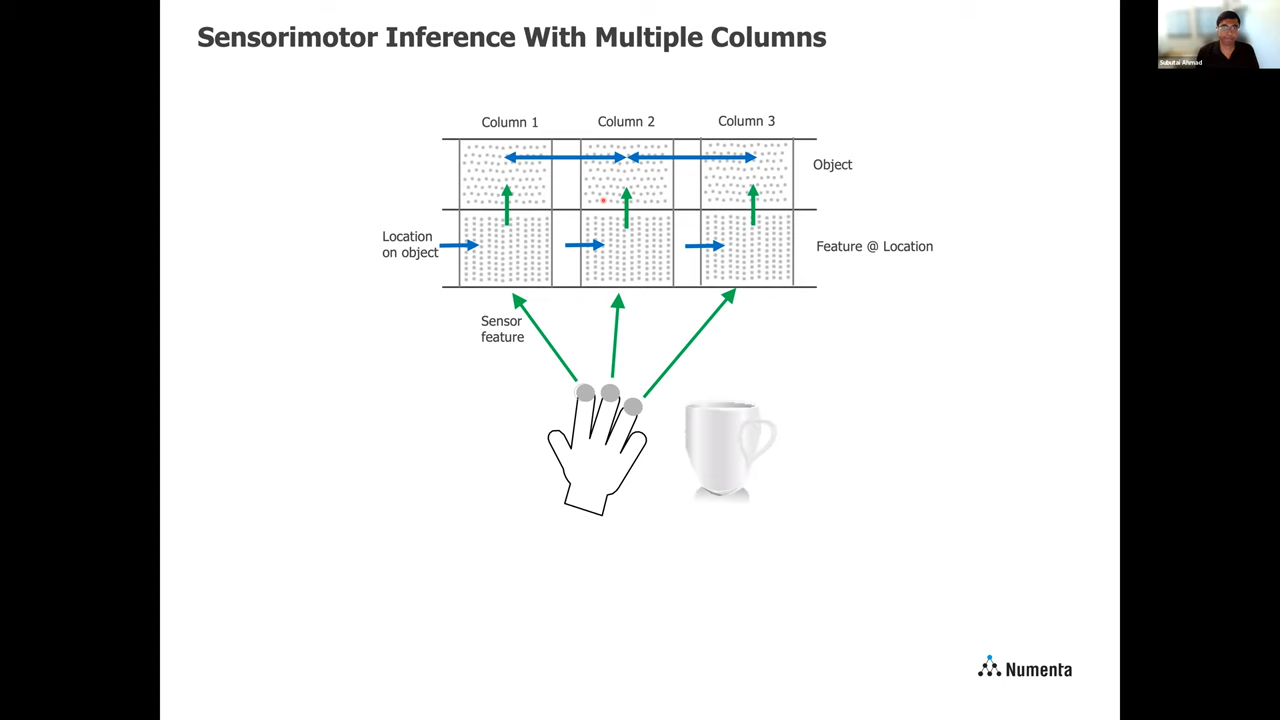 Sensorimotor Inference With Multiple Columns
Subutai Ahmad
Column 1
Column 2
Column 3
Object
Location
on object
Feature @ Location
Sensor
feature
Numenta